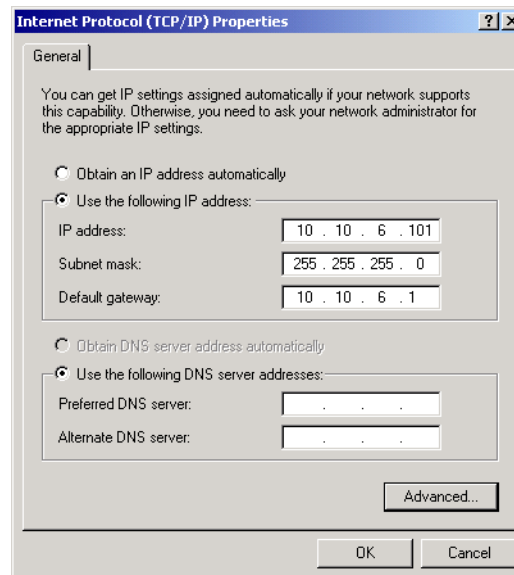 Internet Protocol (TCP/IP) Properties
General
You can get IP settings assigned automatically if your network supports
this capability. Otherwise, you need to ask your network administrator for
the appropriate IP settings.
Obtain an IP address automatically
Use the following IP address:
IP address: 10 . 10 . 6 . 101
Subnet mask: 255 . 255 . 255 . 0
Default gateway: 10 . 10 . 6 . 1
Obtain DNS server address automatically
Use the following DNS server addresses:
Preferred DNS server: . . .
Alternate DNS server: . . .
Advanced...
OK Cancel